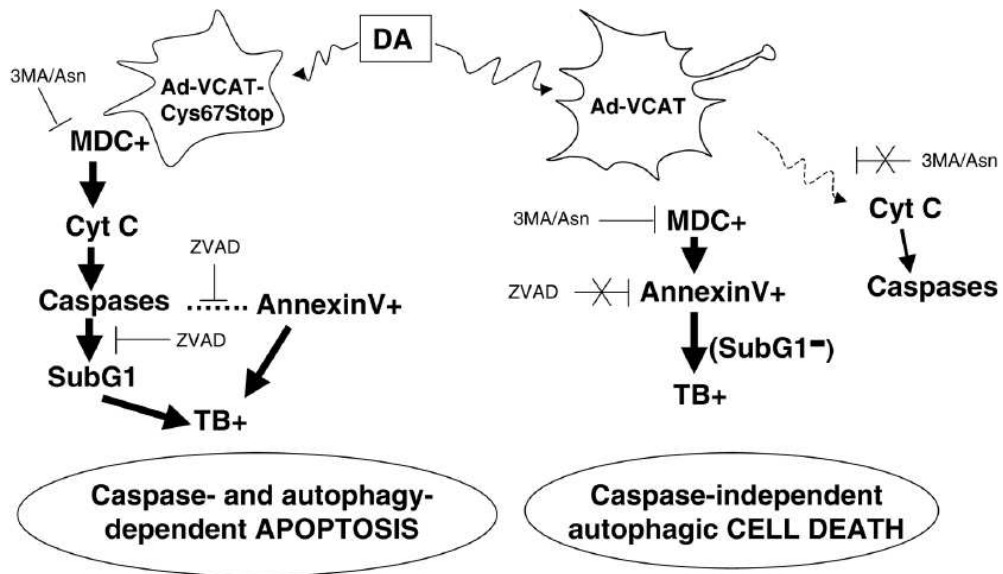 DA
3MA/Asn
Ad-VCAT-
Cys67Stop
MDC+
Cyt C
ZVAD
Caspases
AnnexinV+
ZVAD
SubG1
TB+
Caspase- and autophagy-
dependent APOPTOSIS
Ad-VCAT
3MA/Asn
MDC+
ZVAD
AnnexinV+
(SubG1-)
TB+
3MA/Asn
Cyt C
Caspases
Caspase-independent
autophagic CELL DEATH